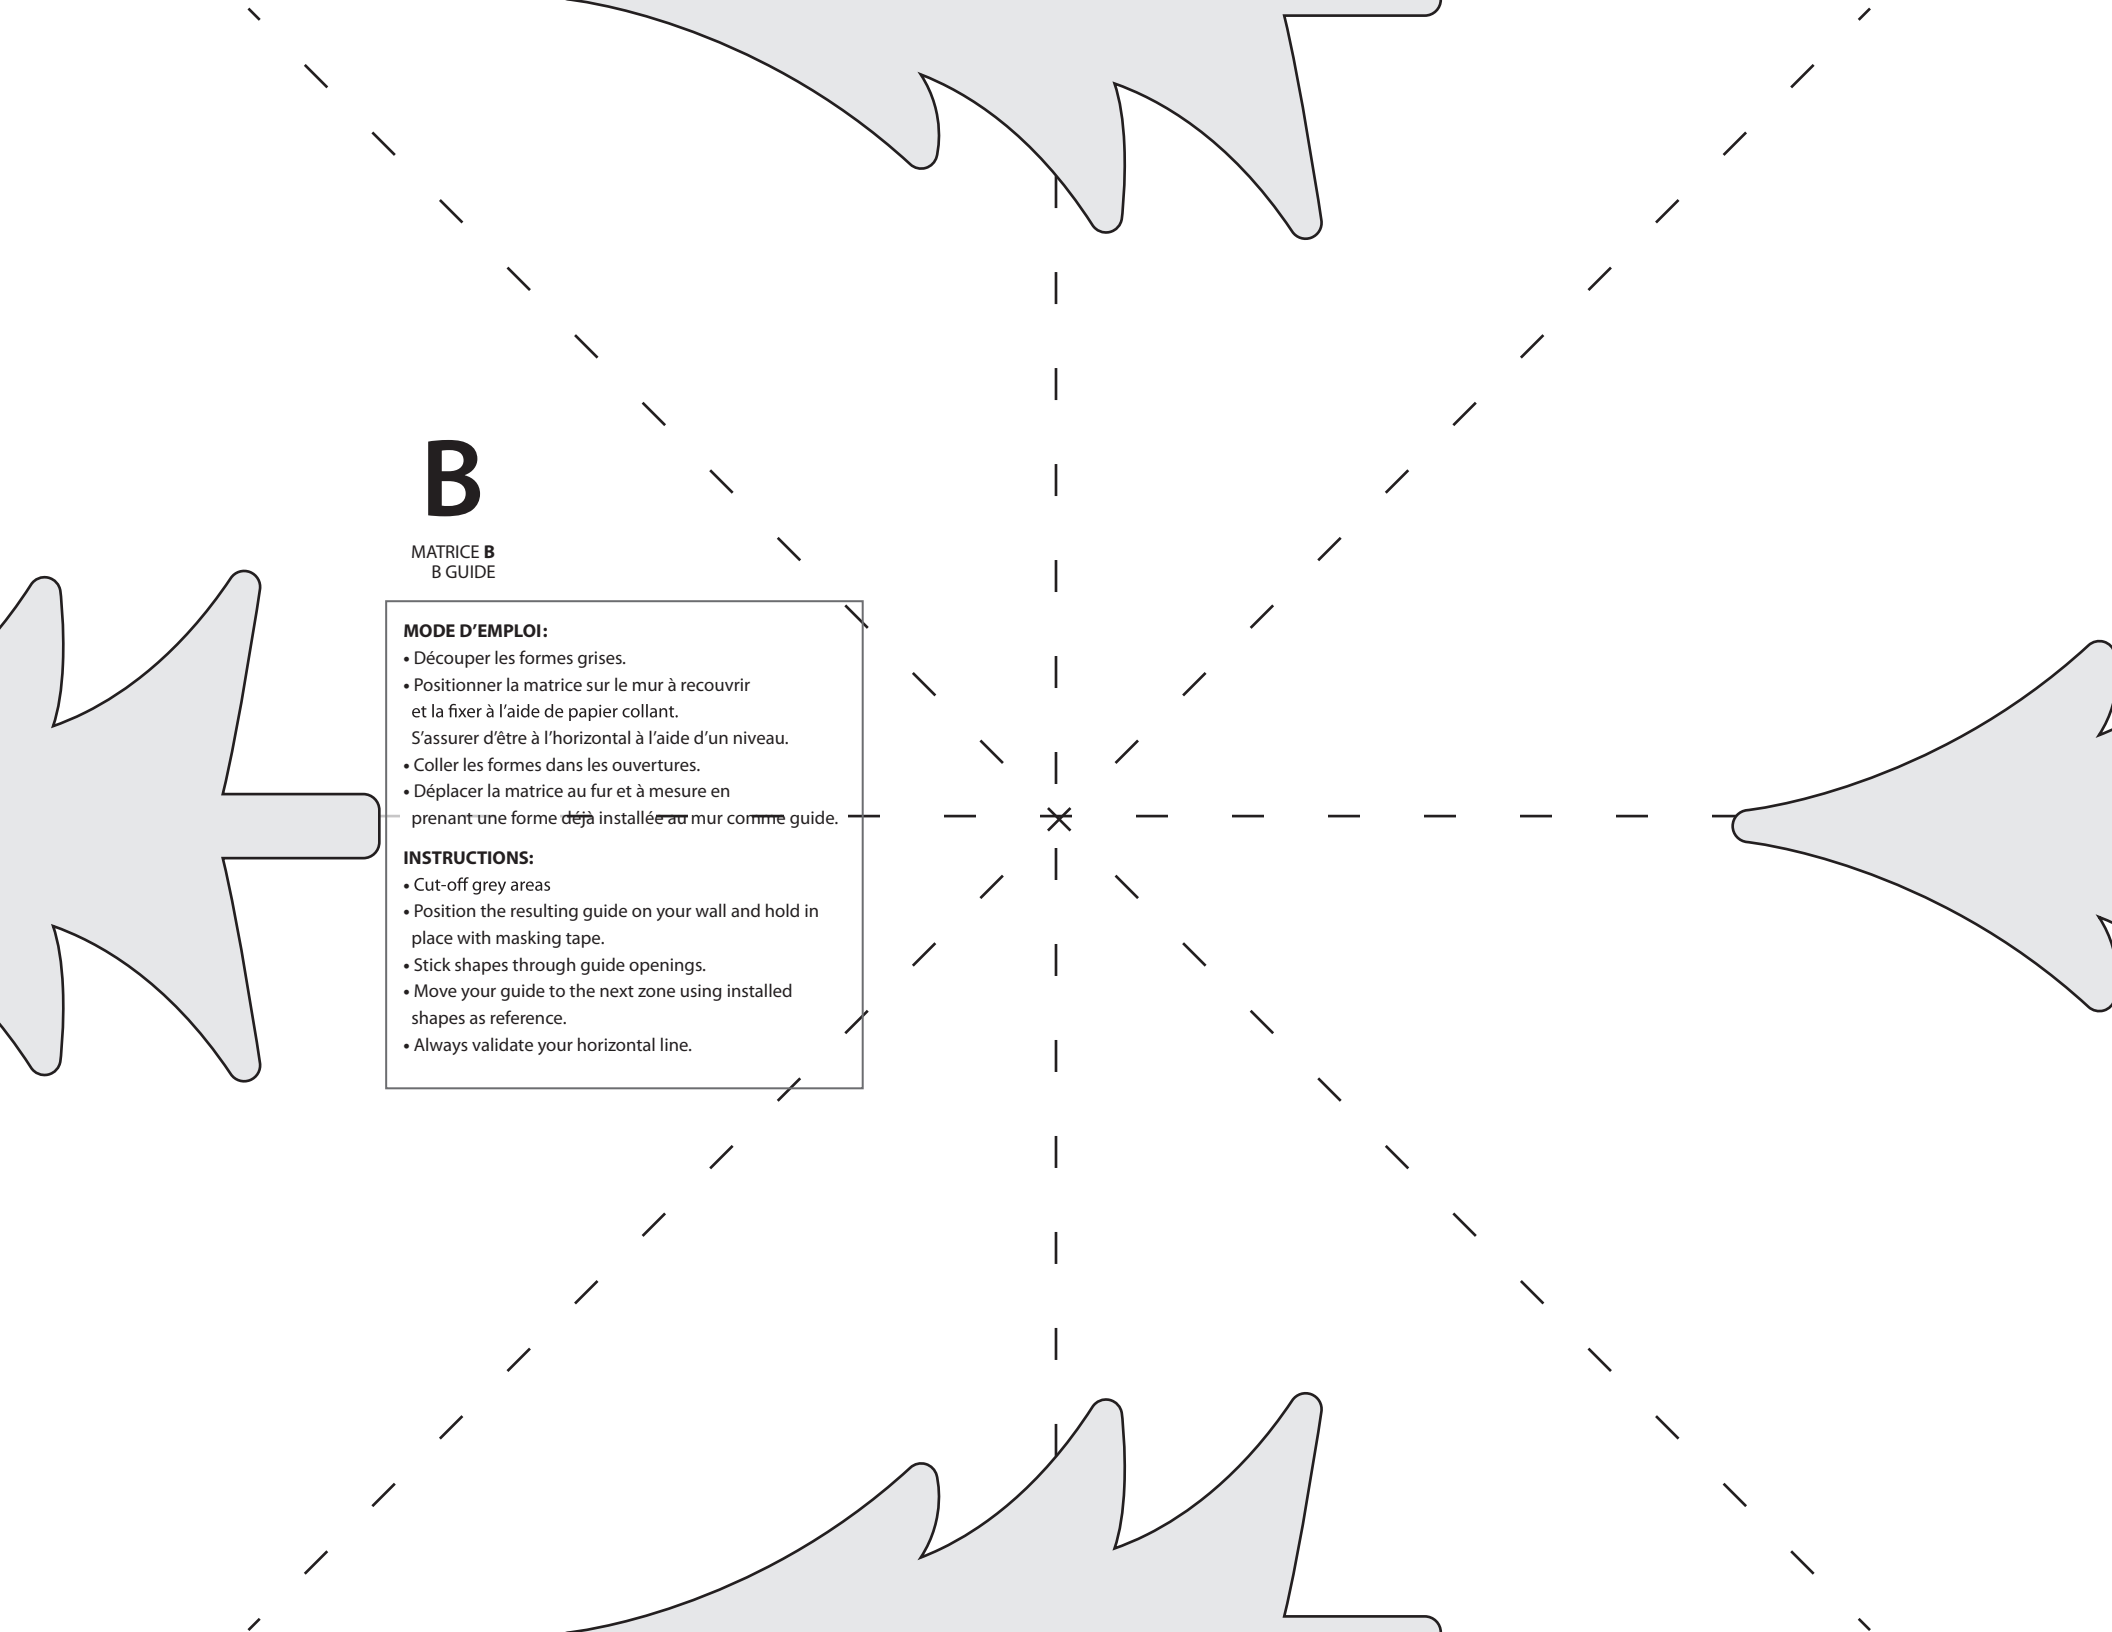 B
MATRICE B
B GUIDE
MODE D’EMPLOI:
• Découper les formes grises.
• Positionner la matrice sur le mur à recouvrir
et la fixer à l’aide de papier collant.
S’assurer d’être à l’horizontal à l’aide d’un niveau.
• Coller les formes dans les ouvertures.
• Déplacer la matrice au fur et à mesure en
prenant une forme déjà installée au mur comme guide.
INSTRUCTIONS:
• Cut-off grey areas
• Position the resulting guide on your wall and hold in
place with masking tape.
• Stick shapes through guide openings.
• Move your guide to the next zone using installed
shapes as reference.
• Always validate your horizontal line.